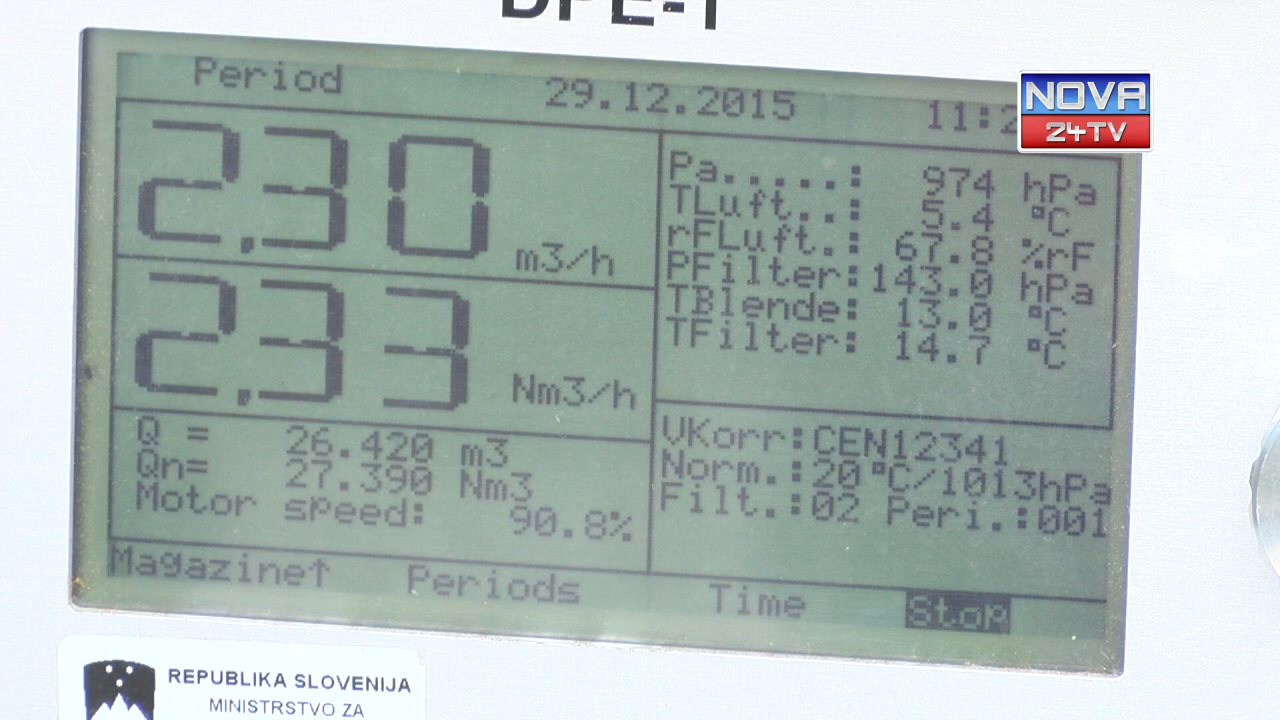 Period 29.12.2015 11:2
NOVA
24TV
2.30 m3/h
2.33 Nm3/h
Q = 26.420 m3
Qn= 27.390 Nm3
Motor speed: 90.8%
Pa.....: 974 hPa
TLuft..: 5.4 °C
rFLuft.: 67.8 %rF
PFilter:143.0 hPa
TBlende: 13.0 °C
TFilter: 14.7 °C
VKorr:CEN12341
Norm.:20°C/1013hPa
Filt.:02 Peri.:001
Magazine↑ Periods Time Stop
REPUBLIKA SLOVENIJA
MINISTRSTVO ZA